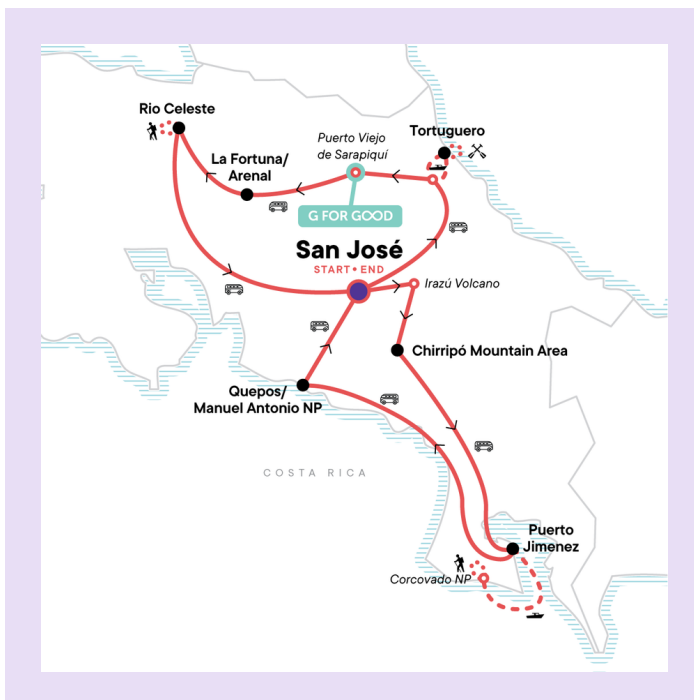 Rio Celeste
Puerto Viejo
de Sarapiquí
Tortuguero
La Fortuna/
Arenal
G FOR GOOD
San José
START • END
Irazú Volcano
Chirripó Mountain Area
Quepos/
Manuel Antonio NP
COSTA RICA
Puerto
Jimenez
Corcovado NP